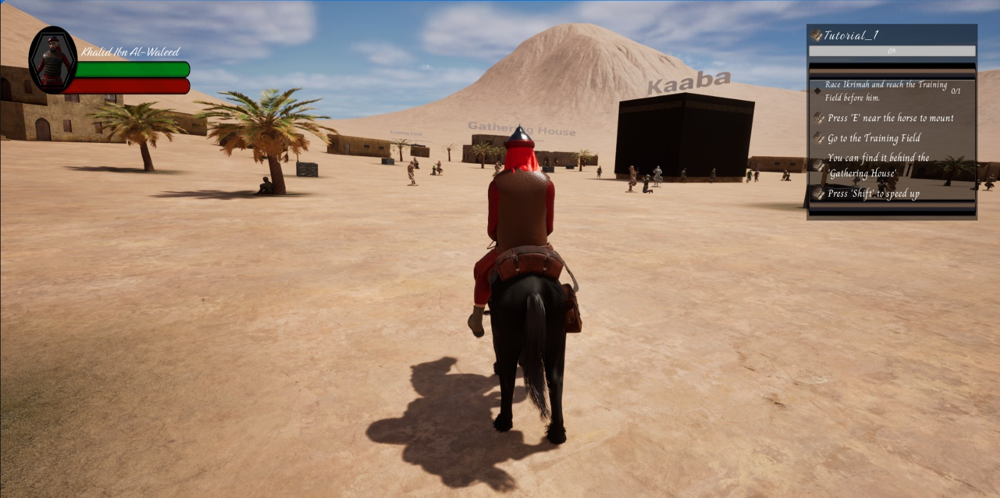 Khalid Ibn Al-Waleed
Kaaba
Gathering House
Training Field
Tutorial_1
0%
Race Ikrimah and reach the Training
Field before him.
0/1
Press 'E' near the horse to mount
Go to the Training Field
You can find it behind the
'Gathering House'
Press 'Shift' to speed up